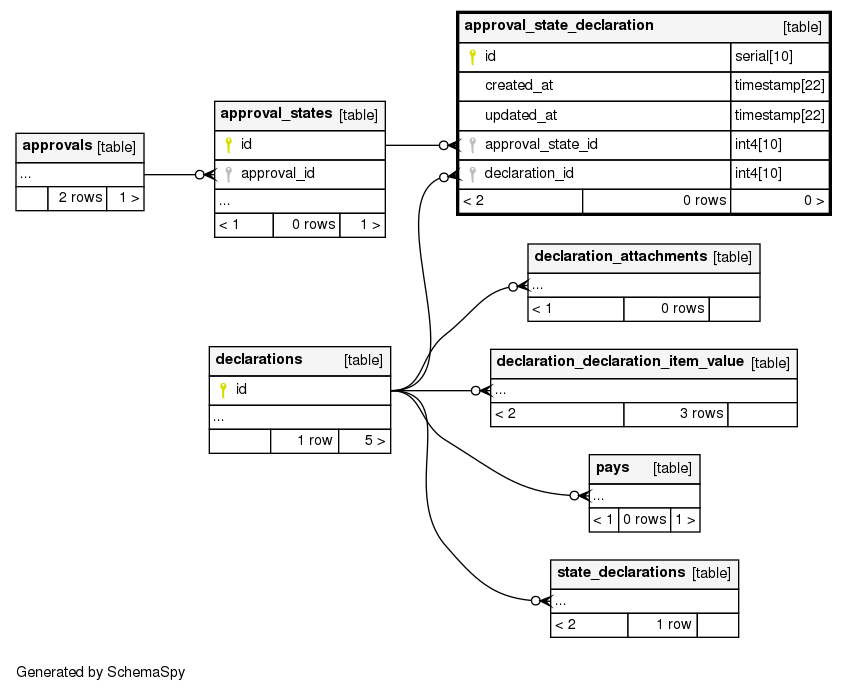 approval_state_declaration [table]
id serial[10]
created_at timestamp[22]
updated_at timestamp[22]
approval_state_id int4[10]
declaration_id int4[10]
< 2 0 rows 0 >
approval_states [table]
id
approval_id
...
< 1 0 rows 1 >
approvals [table]
...
2 rows 1 >
declaration_attachments [table]
...
< 1 0 rows
declarations [table]
id
...
1 row 5 >
declaration_declaration_item_value [table]
...
< 2 3 rows
pays [table]
...
< 1 0 rows 1 >
state_declarations [table]
...
< 2 1 row
Generated by SchemaSpy